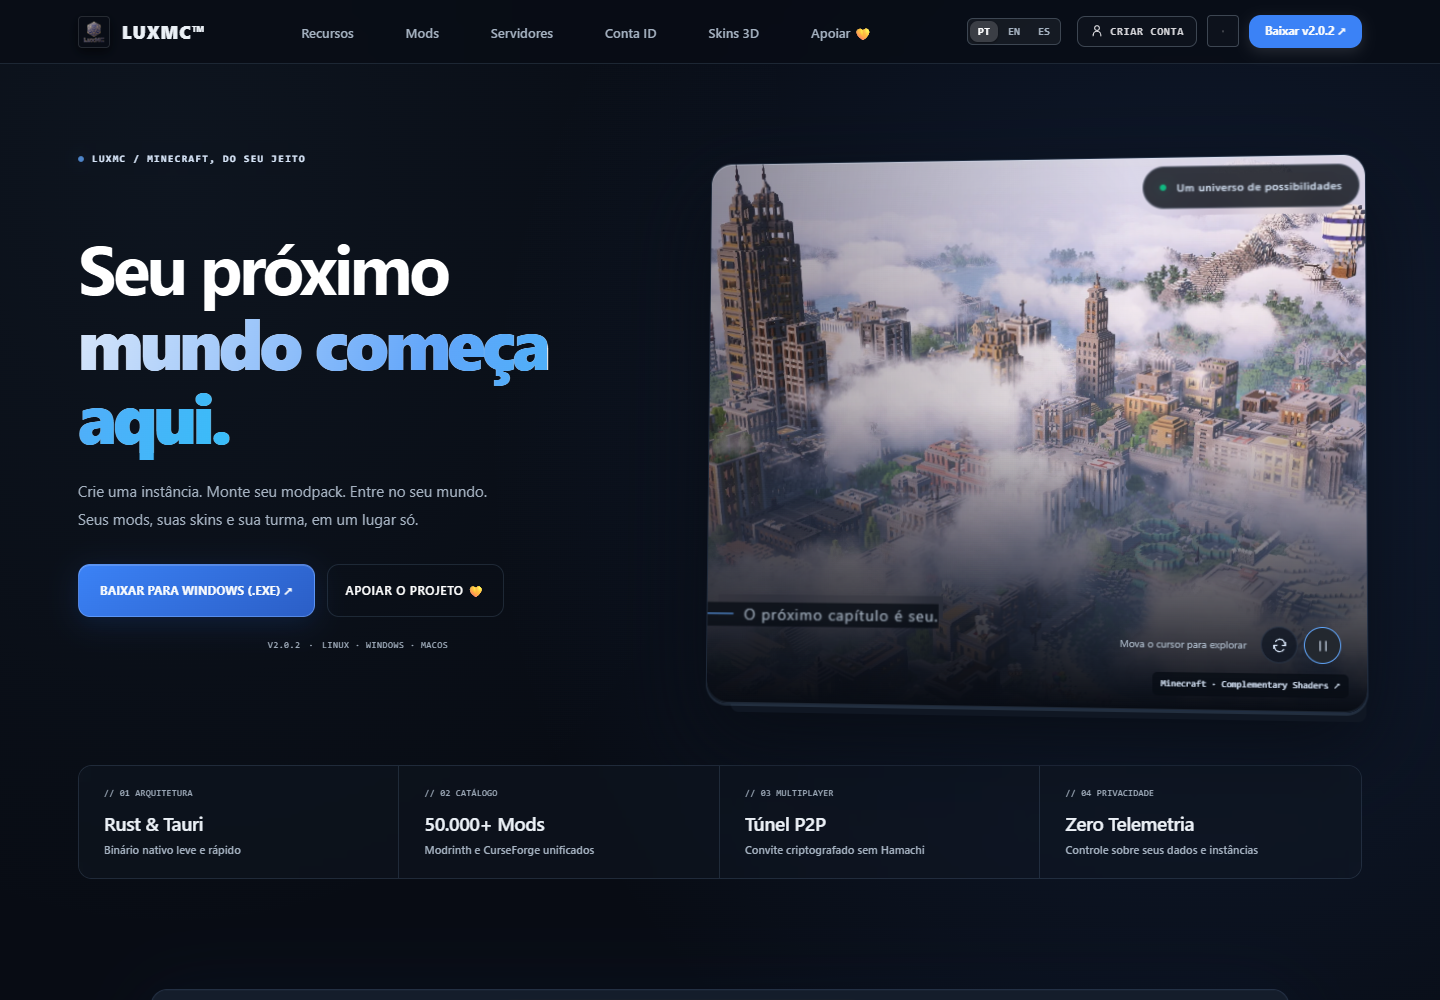 LUXMC™
Recursos
Mods
Servidores
Conta ID
Skins 3D
Apoiar
PT EN ES
CRIAR CONTA
Baixar v2.0.2 ↗
LUXMC / MINECRAFT, DO SEU JEITO
Seu próximo
mundo começa
aqui.
Crie uma instância. Monte seu modpack. Entre no seu mundo.
Seus mods, suas skins e sua turma, em um lugar só.
BAIXAR PARA WINDOWS (.EXE) ↗
APOIAR O PROJETO
V2.0.2 · LINUX · WINDOWS · MACOS
Um universo de possibilidades
O próximo capítulo é seu.
Mova o cursor para explorar
Minecraft · Complementary Shaders ↗
// 01 ARQUITETURA
Rust & Tauri
Binário nativo leve e rápido
// 02 CATÁLOGO
50.000+ Mods
Modrinth e CurseForge unificados
// 03 MULTIPLAYER
Túnel P2P
Convite criptografado sem Hamachi
// 04 PRIVACIDADE
Zero Telemetria
Controle sobre seus dados e instâncias